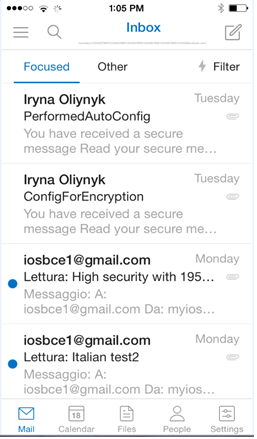 1:05 PM
Inbox
Focused Other Filter
Iryna Oliynyk Tuesday
PerformedAutoConfig
You have received a secure
message Read your secure me...
Iryna Oliynyk Tuesday
ConfigForEncryption
You have received a secure
message Read your secure me...
iosbce1@gmail.com Monday
Lettura: High security with 195...
Messaggio: A:
iosbce1@gmail.com Da: myios...
iosbce1@gmail.com Monday
Lettura: Italian test2
Messaggio: A:
iosbce1@gmail.com Da: myios...
18
Mail Calendar Files People Settings